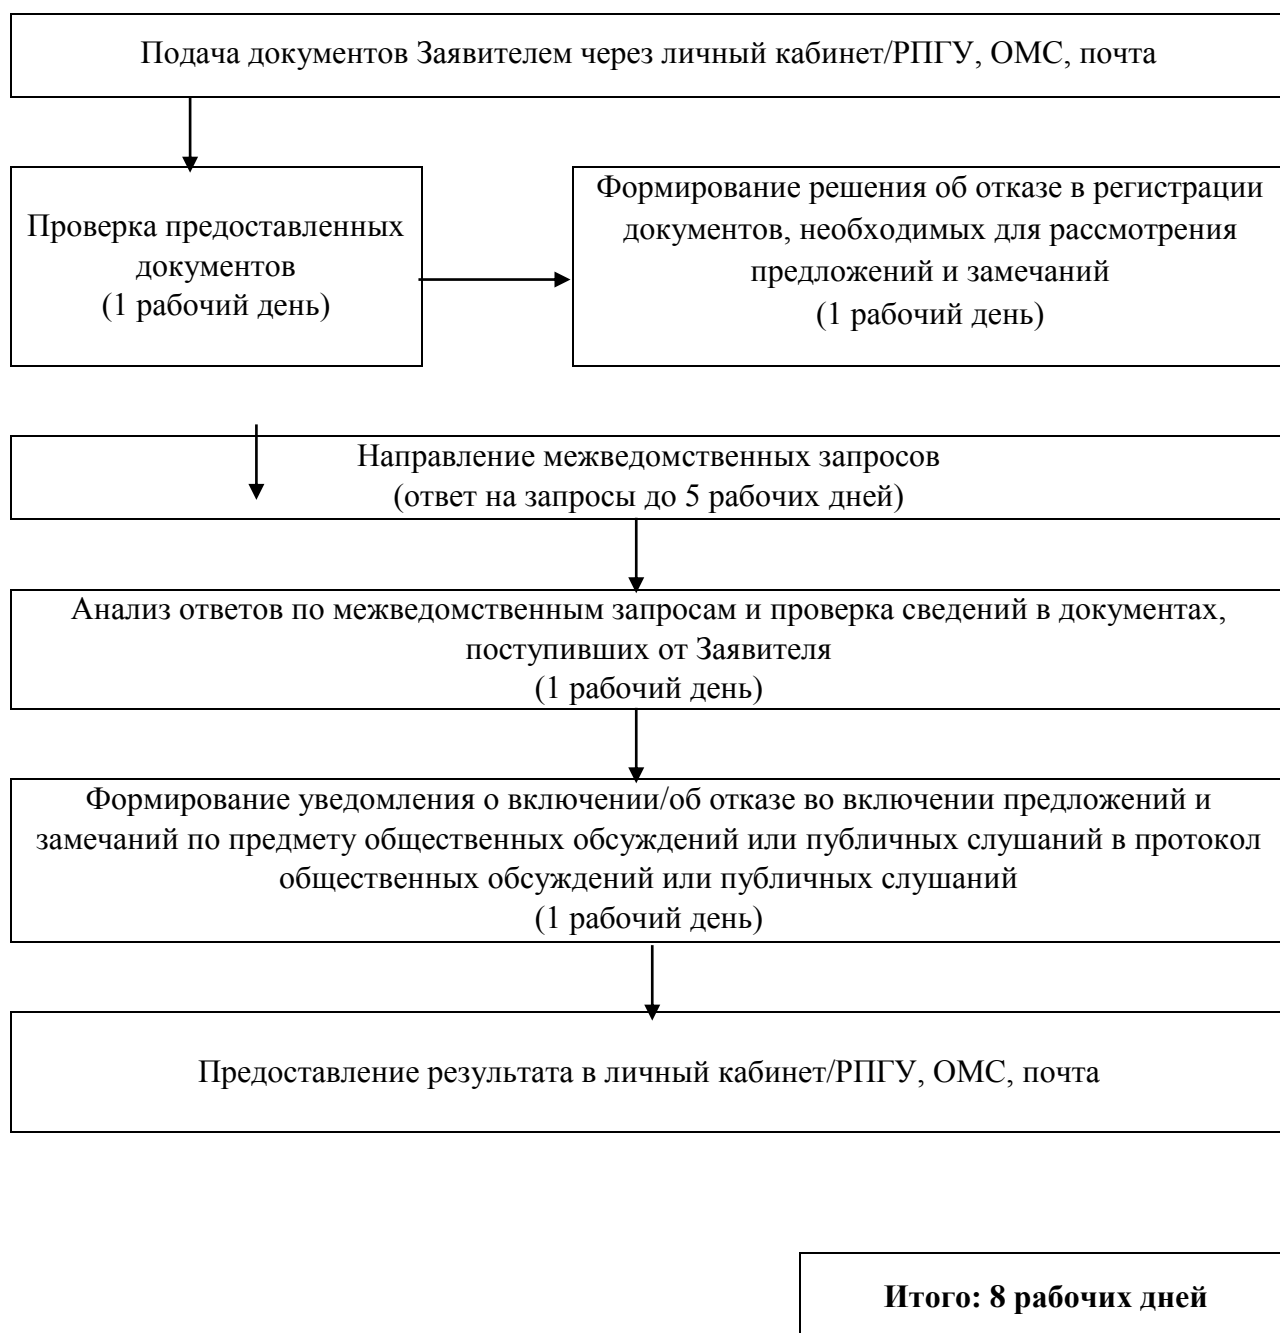 Подача документов Заявителем через личный кабинет/РПГУ, ОМС, почта
Проверка предоставленных
документов
(1 рабочий день)
Формирование решения об отказе в регистрации
документов, необходимых для рассмотрения
предложений и замечаний
(1 рабочий день)
Направление межведомственных запросов
(ответ на запросы до 5 рабочих дней)
Анализ ответов по межведомственным запросам и проверка сведений в документах,
поступивших от Заявителя
(1 рабочий день)
Формирование уведомления о включении/об отказе во включении предложений и
замечаний по предмету общественных обсуждений или публичных слушаний в протокол
общественных обсуждений или публичных слушаний
(1 рабочий день)
Предоставление результата в личный кабинет/РПГУ, ОМС, почта
Итого: 8 рабочих дней